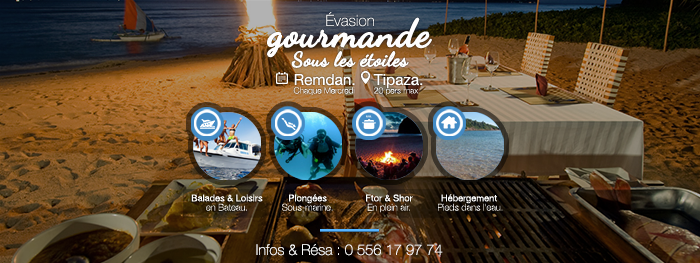 Évasion
gourmande
Sous les étoiles
Remdan. Tipaza.
Chaque Mercredi 20 pers max.
Balades & Loisirs
en Bateau.
Plongées
Sous-marine.
Ftor & Shor
En plein air.
Hébergement
Pieds dans l'eau.
Infos & Résa : 0 556 17 97 74